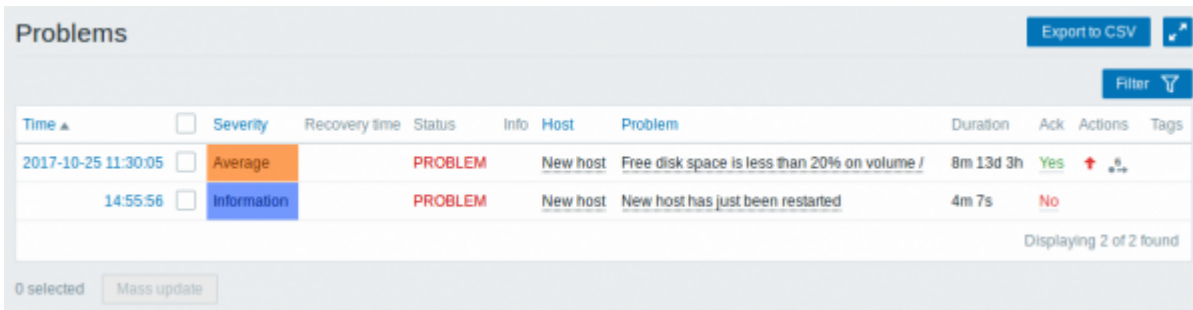 Problems
Export to CSV
Filter
Time Severity Recovery time Status Info Host Problem Duration Ack Actions Tags
2017-10-25 11:30:05 Average PROBLEM New host Free disk space is less than 20% on volume / 8m 13d 3h Yes 6
14:55:56 Information PROBLEM New host New host has just been restarted 4m 7s No
Displaying 2 of 2 found
0 selected Mass update